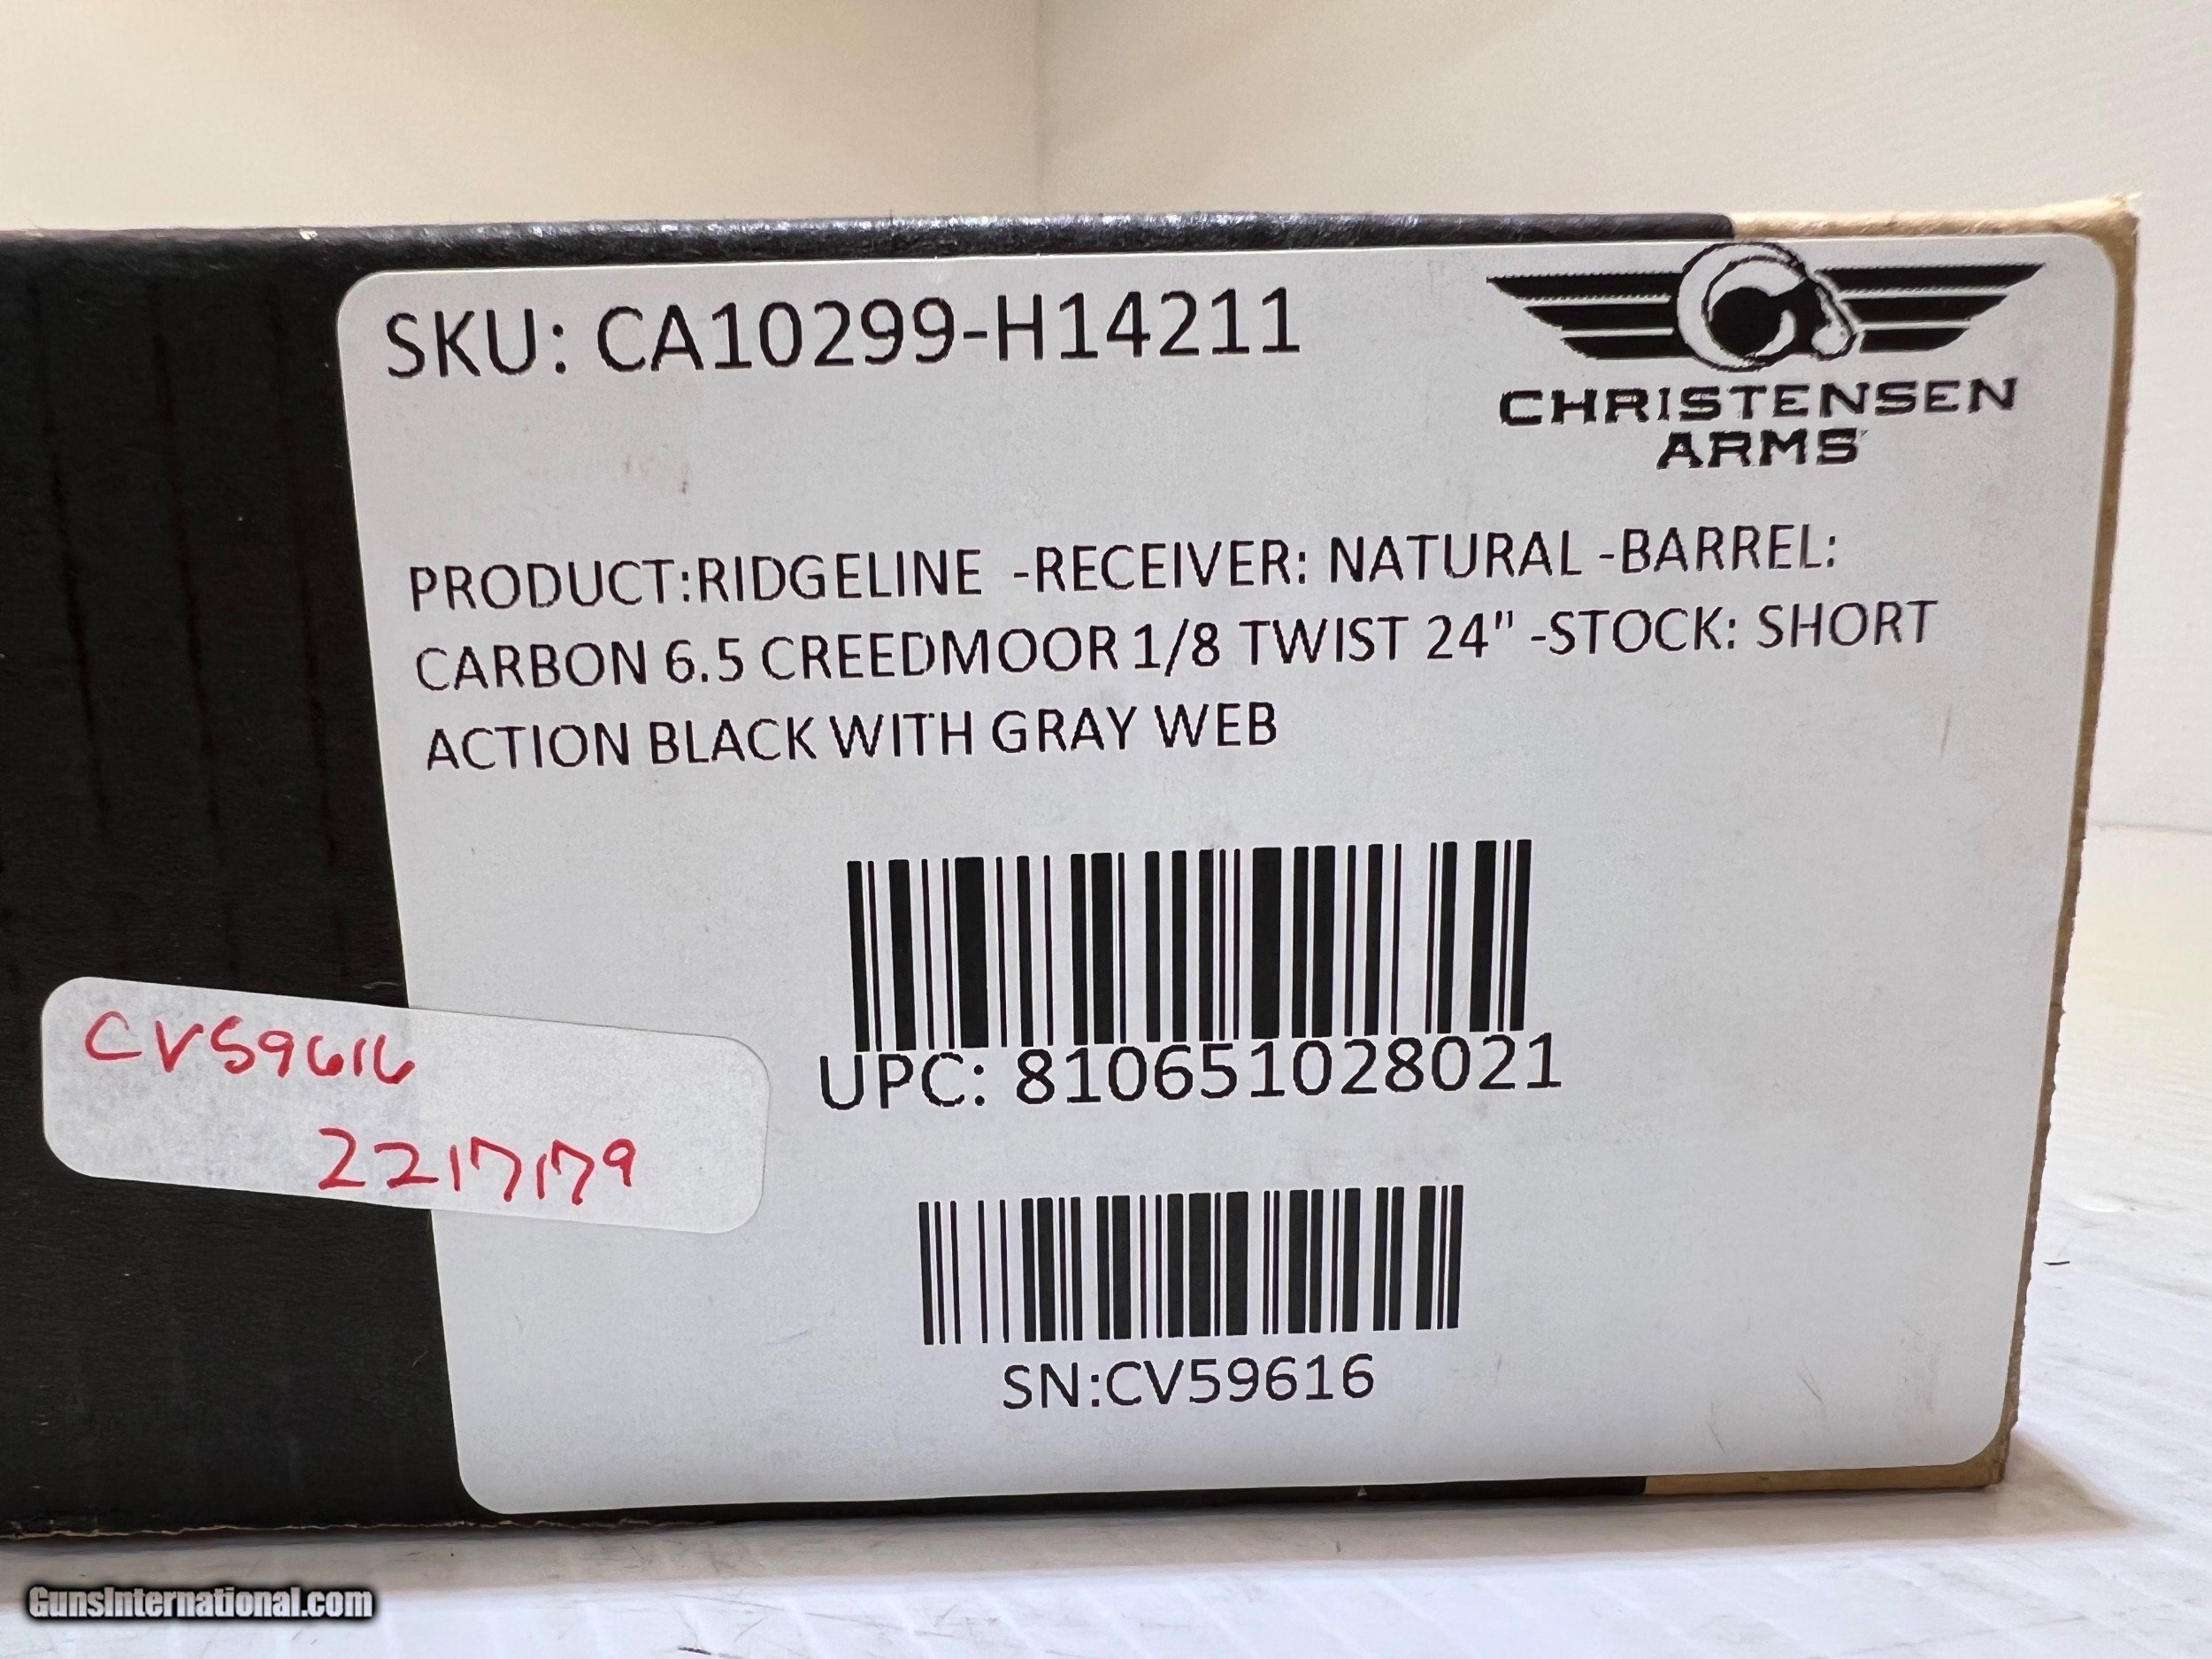 SKU: CA10299-H14211
CHRISTENSEN
ARMS
PRODUCT:RIDGELINE -RECEIVER: NATURAL -BARREL:
CARBON 6.5 CREEDMOOR 1/8 TWIST 24" -STOCK: SHORT
ACTION BLACK WITH GRAY WEB
UPC: 810651028021
CV59616
2217179
SN:CV59616
GunsInternational.com